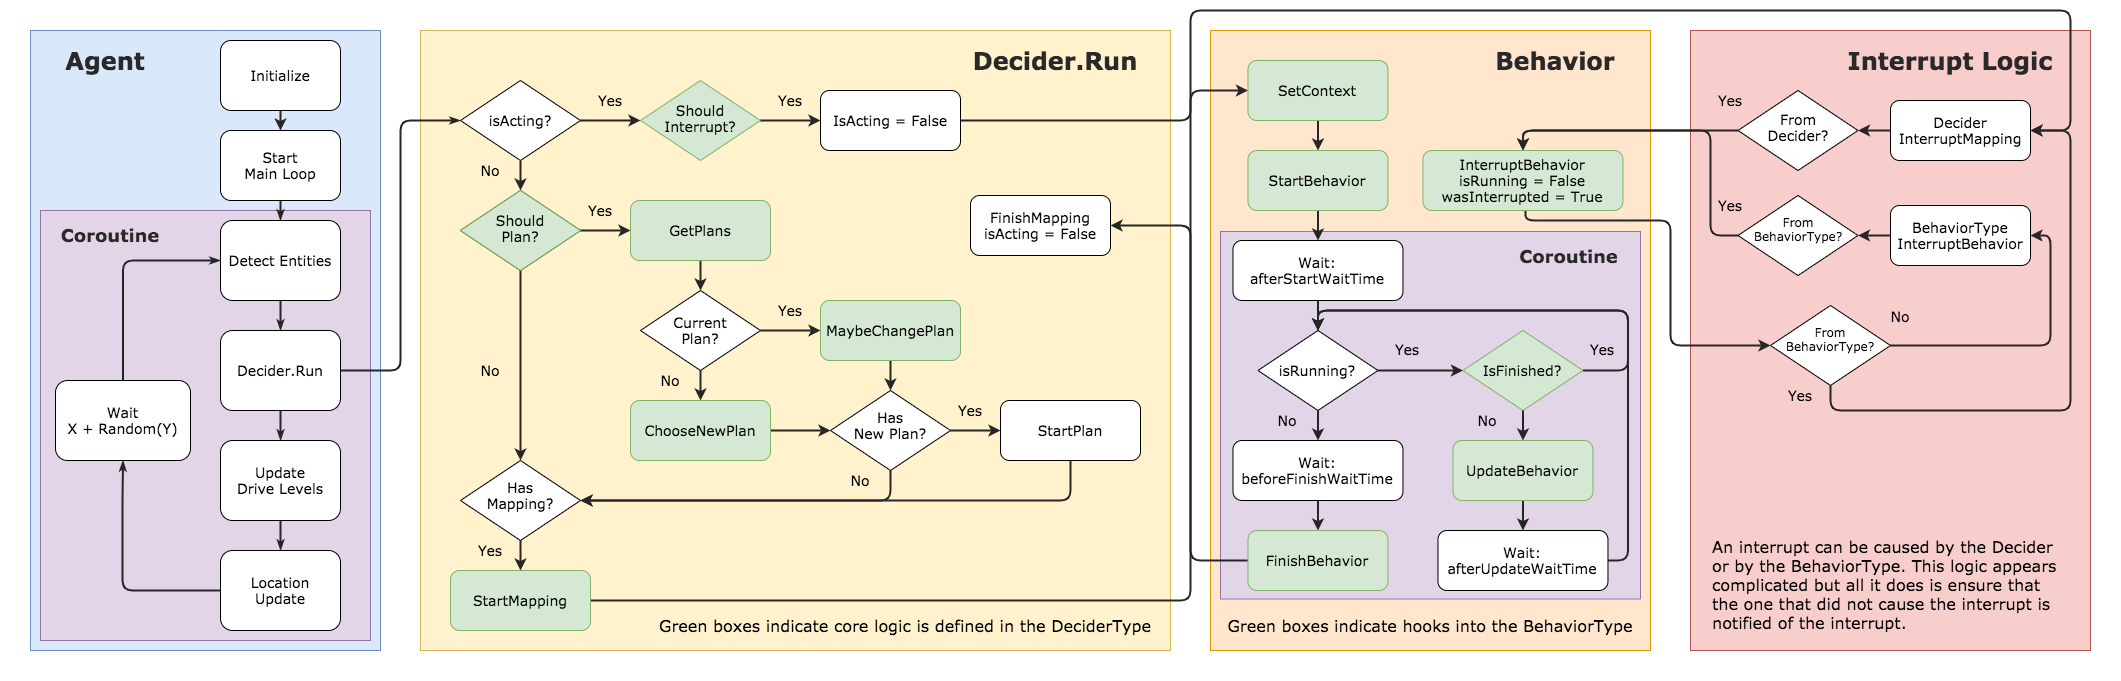 Agent
Initialize
Start
Main Loop
Coroutine
Detect Entities
Decider.Run
Wait
X + Random(Y)
Update
Drive Levels
Location
Update
Decider.Run
isActing?
Yes
Should
Interrupt?
Yes
IsActing = False
No
Should
Plan?
Yes
GetPlans
FinishMapping
isActing = False
Current
Plan?
Yes
MaybeChangePlan
No
No
ChooseNewPlan
Has
New Plan?
Yes
StartPlan
No
Has
Mapping?
Yes
StartMapping
Green boxes indicate core logic is defined in the DeciderType
Behavior
SetContext
StartBehavior
InterruptBehavior
isRunning = False
wasInterrupted = True
Coroutine
Wait:
afterStartWaitTime
isRunning?
Yes
IsFinished?
Yes
No
No
Wait:
beforeFinishWaitTime
UpdateBehavior
FinishBehavior
Wait:
afterUpdateWaitTime
Green boxes indicate hooks into the BehaviorType
Interrupt Logic
Yes
From
Decider?
Decider
InterruptMapping
Yes
From
BehaviorType?
BehaviorType
InterruptBehavior
From
BehaviorType?
No
Yes
An interrupt can be caused by the Decider
or by the BehaviorType. This logic appears
complicated but all it does is ensure that
the one that did not cause the interrupt is
notified of the interrupt.